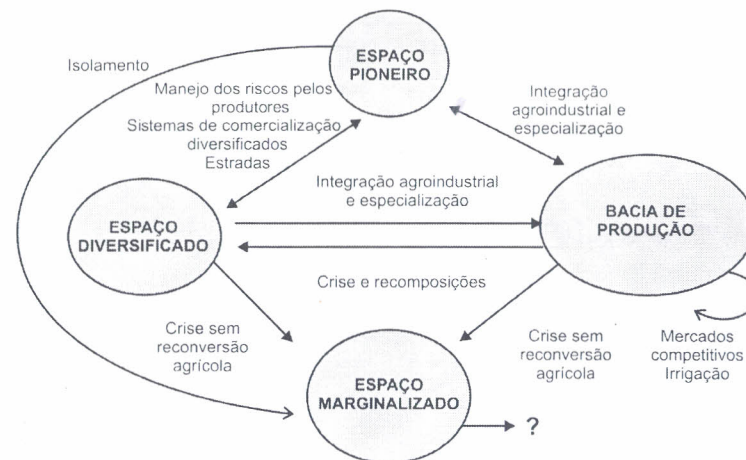 ESPAÇO
PIONEIRO
Isolamento
Manejo dos riscos pelos
produtores
Sistemas de comercialização
diversificados
Estradas
Integração
agroindustrial e
especialização
Integração agroindustrial
e especialização
ESPAÇO
DIVERSIFICADO
BACIA DE
PRODUÇÃO
Crise e recomposições
Crise sem
reconversão
agrícola
Crise sem
reconversão
agrícola
Mercados
competitivos
Irrigação
ESPAÇO
MARGINALIZADO
?